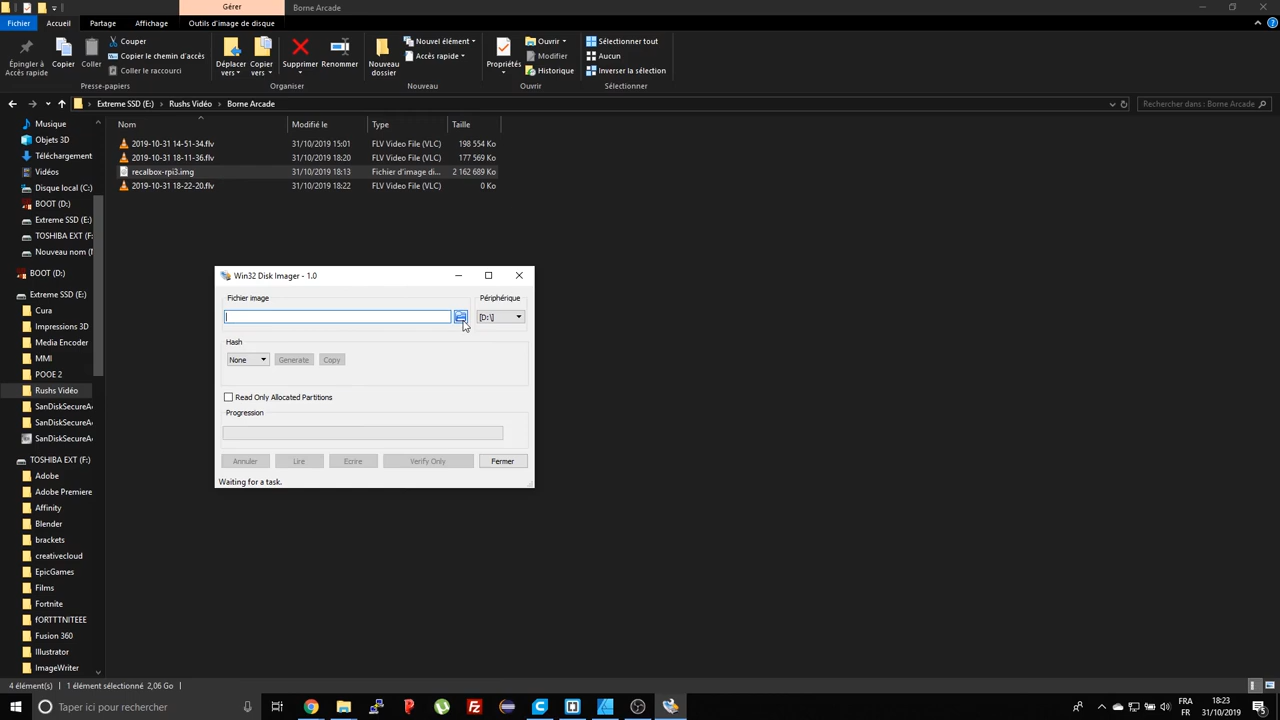 Gérer
Borne Arcade
Fichier
Accueil
Partage
Affichage
Outils d'image de disque
Épingler à Accès rapide
Copier
Coller
Couper
Copier le chemin d'accès
Coller le raccourci
Presse-papiers
Déplacer vers
Copier vers
Supprimer
Renommer
Organiser
Nouveau dossier
Nouvel élément
Accès rapide
Nouveau
Propriétés
Ouvrir
Modifier
Historique
Ouvrir
Sélectionner tout
Aucun
Inverser la sélection
Sélectionner
Extreme SSD (E:) > Rushs Vidéo > Borne Arcade
Rechercher dans : Borne Arcade
Musique
Objets 3D
Téléchargement
Vidéos
Disque local (C:)
BOOT (D:)
Extreme SSD (E:)
TOSHIBA EXT (F:)
Nouveau nom (
BOOT (D:)
Extreme SSD (E:)
Cura
Impressions 3D
Media Encoder
MMI
POOE 2
Rushs Vidéo
SanDiskSecureAc
SanDiskSecureAc
SanDiskSecureAc
TOSHIBA EXT (F:)
Adobe
Adobe Premiere
Affinity
Blender
brackets
creativecloud
EpicGames
Films
Fortnite
fORTTTNITEEE
Fusion 360
Illustrator
ImageWriter
Nom Modifié le Type Taille
2019-10-31 14-51-34.flv 31/10/2019 15:01 FLV Video File (VLC) 198 554 Ko
2019-10-31 18-11-36.flv 31/10/2019 18:20 FLV Video File (VLC) 177 569 Ko
recalbox-rpi3.img 31/10/2019 18:13 Fichier d'image di... 2 162 689 Ko
2019-10-31 18-22-20.flv 31/10/2019 18:22 FLV Video File (VLC) 0 Ko
Win32 Disk Imager - 1.0
Fichier image
Périphérique
[D:\]
Hash
None
Generate
Copy
Read Only Allocated Partitions
Progression
Annuler
Lire
Ecrire
Verify Only
Fermer
Waiting for a task.
4 élément(s)
1 élément sélectionné 2,06 Go
Taper ici pour rechercher
FRA
FR
18:23
31/10/2019